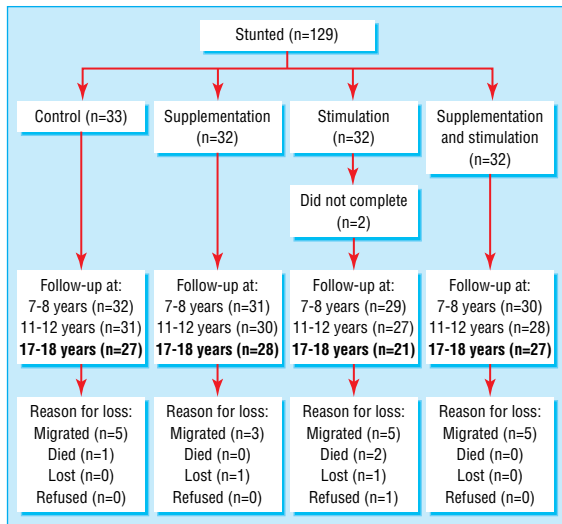 Stunted (n=129)
Control (n=33)
Supplementation
(n=32)
Stimulation
(n=32)
Supplementation
and stimulation
(n=32)
Did not complete
(n=2)
Follow-up at:
7-8 years (n=32)
11-12 years (n=31)
17-18 years (n=27)
Follow-up at:
7-8 years (n=31)
11-12 years (n=30)
17-18 years (n=28)
Follow-up at:
7-8 years (n=29)
11-12 years (n=27)
17-18 years (n=21)
Follow-up at:
7-8 years (n=30)
11-12 years (n=28)
17-18 years (n=27)
Reason for loss:
Migrated (n=5)
Died (n=1)
Lost (n=0)
Refused (n=0)
Reason for loss:
Migrated (n=3)
Died (n=0)
Lost (n=1)
Refused (n=0)
Reason for loss:
Migrated (n=5)
Died (n=2)
Lost (n=1)
Refused (n=1)
Reason for loss:
Migrated (n=5)
Died (n=0)
Lost (n=0)
Refused (n=0)